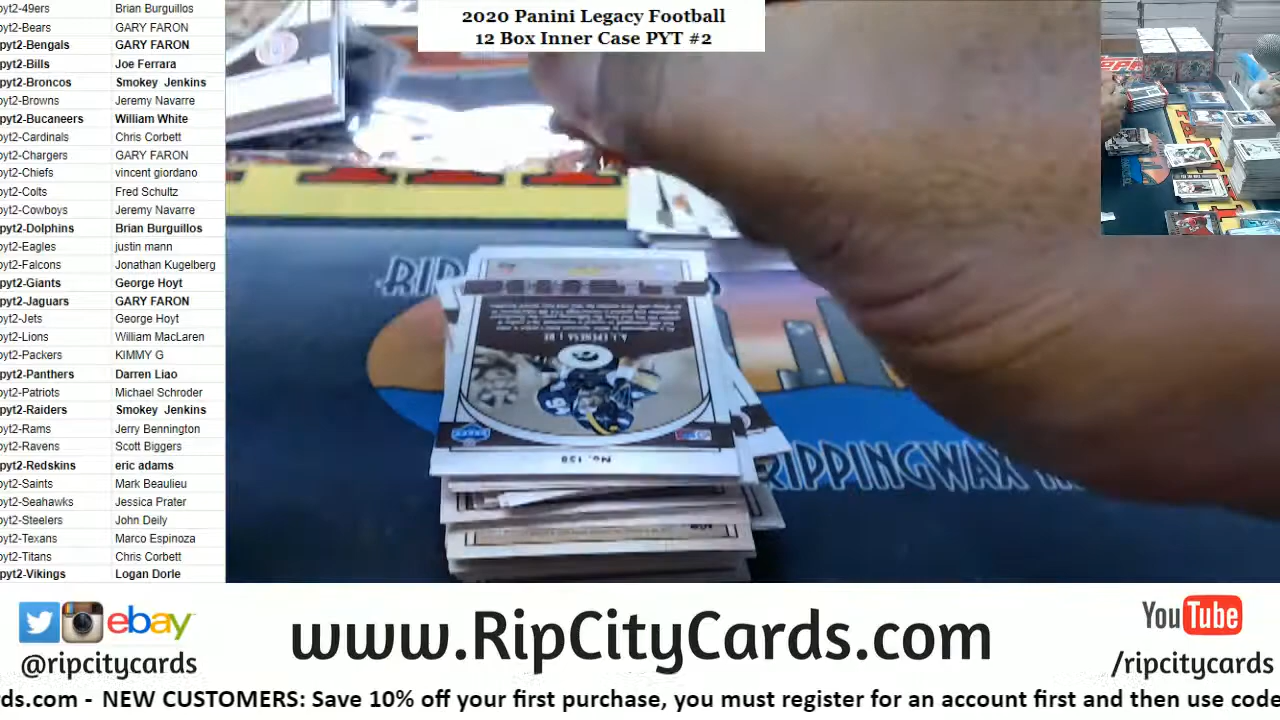 2020 Panini Legacy Football
12 Box Inner Case PYT #2
pyt2-49ers Brian Burguillos
pyt2-Bears GARY FARON
pyt2-Bengals GARY FARON
pyt2-Bills Joe Ferrara
pyt2-Broncos Smokey Jenkins
pyt2-Browns Jeremy Navarre
pyt2-Bucaneers William White
pyt2-Cardinals Chris Corbett
pyt2-Chargers GARY FARON
pyt2-Chiefs vincent giordano
pyt2-Colts Fred Schultz
pyt2-Cowboys Jeremy Navarre
pyt2-Dolphins Brian Burguillos
pyt2-Eagles justin mann
pyt2-Falcons Jonathan Kugelberg
pyt2-Giants George Hoyt
pyt2-Jaguars GARY FARON
pyt2-Jets George Hoyt
pyt2-Lions William MacLaren
pyt2-Packers KIMMY G
pyt2-Panthers Darren Liao
pyt2-Patriots Michael Schroder
pyt2-Raiders Smokey Jenkins
pyt2-Rams Jerry Bennington
pyt2-Ravens Scott Biggers
pyt2-Redskins eric adams
pyt2-Saints Mark Beaulieu
pyt2-Seahawks Jessica Prater
pyt2-Steelers John Deily
pyt2-Texans Marco Espinoza
pyt2-Titans Chris Corbett
pyt2-Vikings Logan Dorle
A.J. EPENESA | DE
No. 158
RIPPINGWAX
ebay
@ripcitycards
www.RipCityCards.com
YouTube
/ripcitycards
ds.com - NEW CUSTOMERS: Save 10% off your first purchase, you must register for an account first and then use code